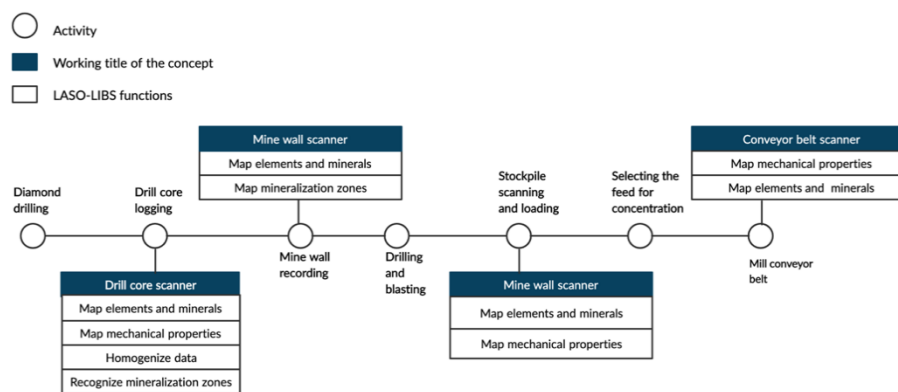 Activity
Working title of the concept
LASO-LIBS functions
Mine wall scanner
Map elements and minerals
Map mineralization zones
Conveyor belt scanner
Map mechanical properties
Map elements and minerals
Diamond
drilling
Drill core
logging
Stockpile
scanning
and loading
Selecting the
feed for
concentration
Mine wall
recording
Drilling
and
blasting
Mill conveyor
belt
Drill core scanner
Map elements and minerals
Map mechanical properties
Homogenize data
Recognize mineralization zones
Mine wall scanner
Map elements and minerals
Map mechanical properties